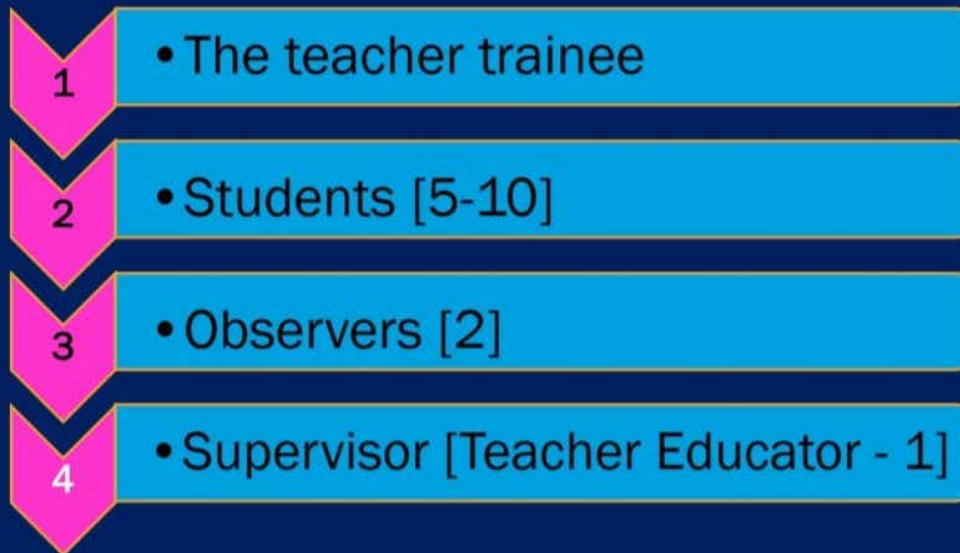 1
• The teacher trainee
2
• Students [5-10]
3
• Observers [2]
4
• Supervisor [Teacher Educator - 1]